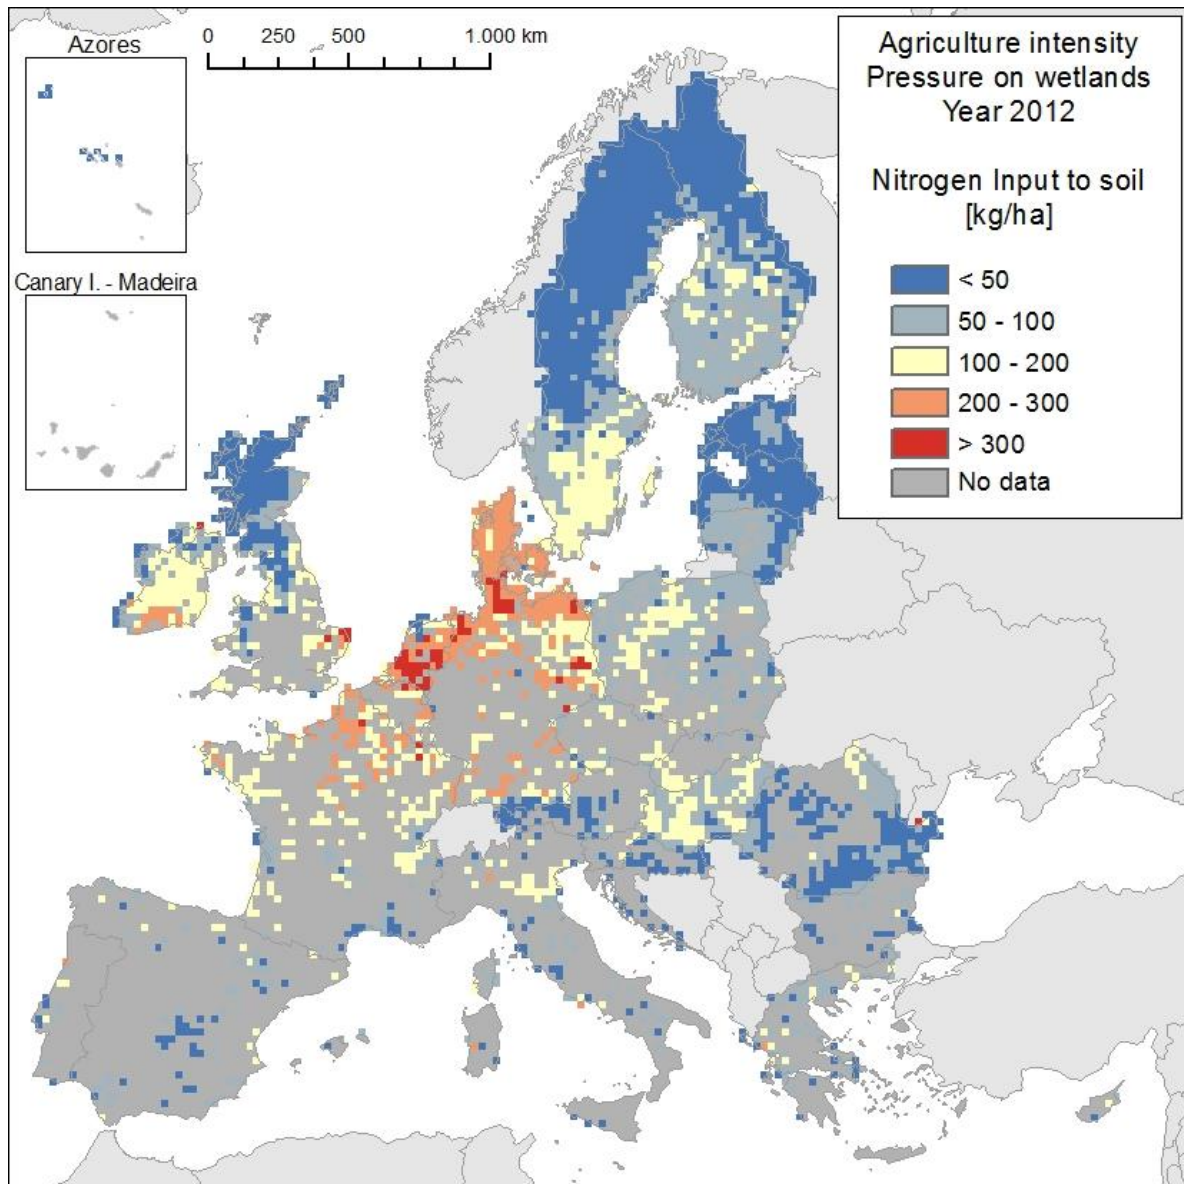 Azores
0 250 500 1.000 km
Canary I. - Madeira
Agriculture intensity
Pressure on wetlands
Year 2012
Nitrogen Input to soil
[kg/ha]
< 50
50 - 100
100 - 200
200 - 300
> 300
No data